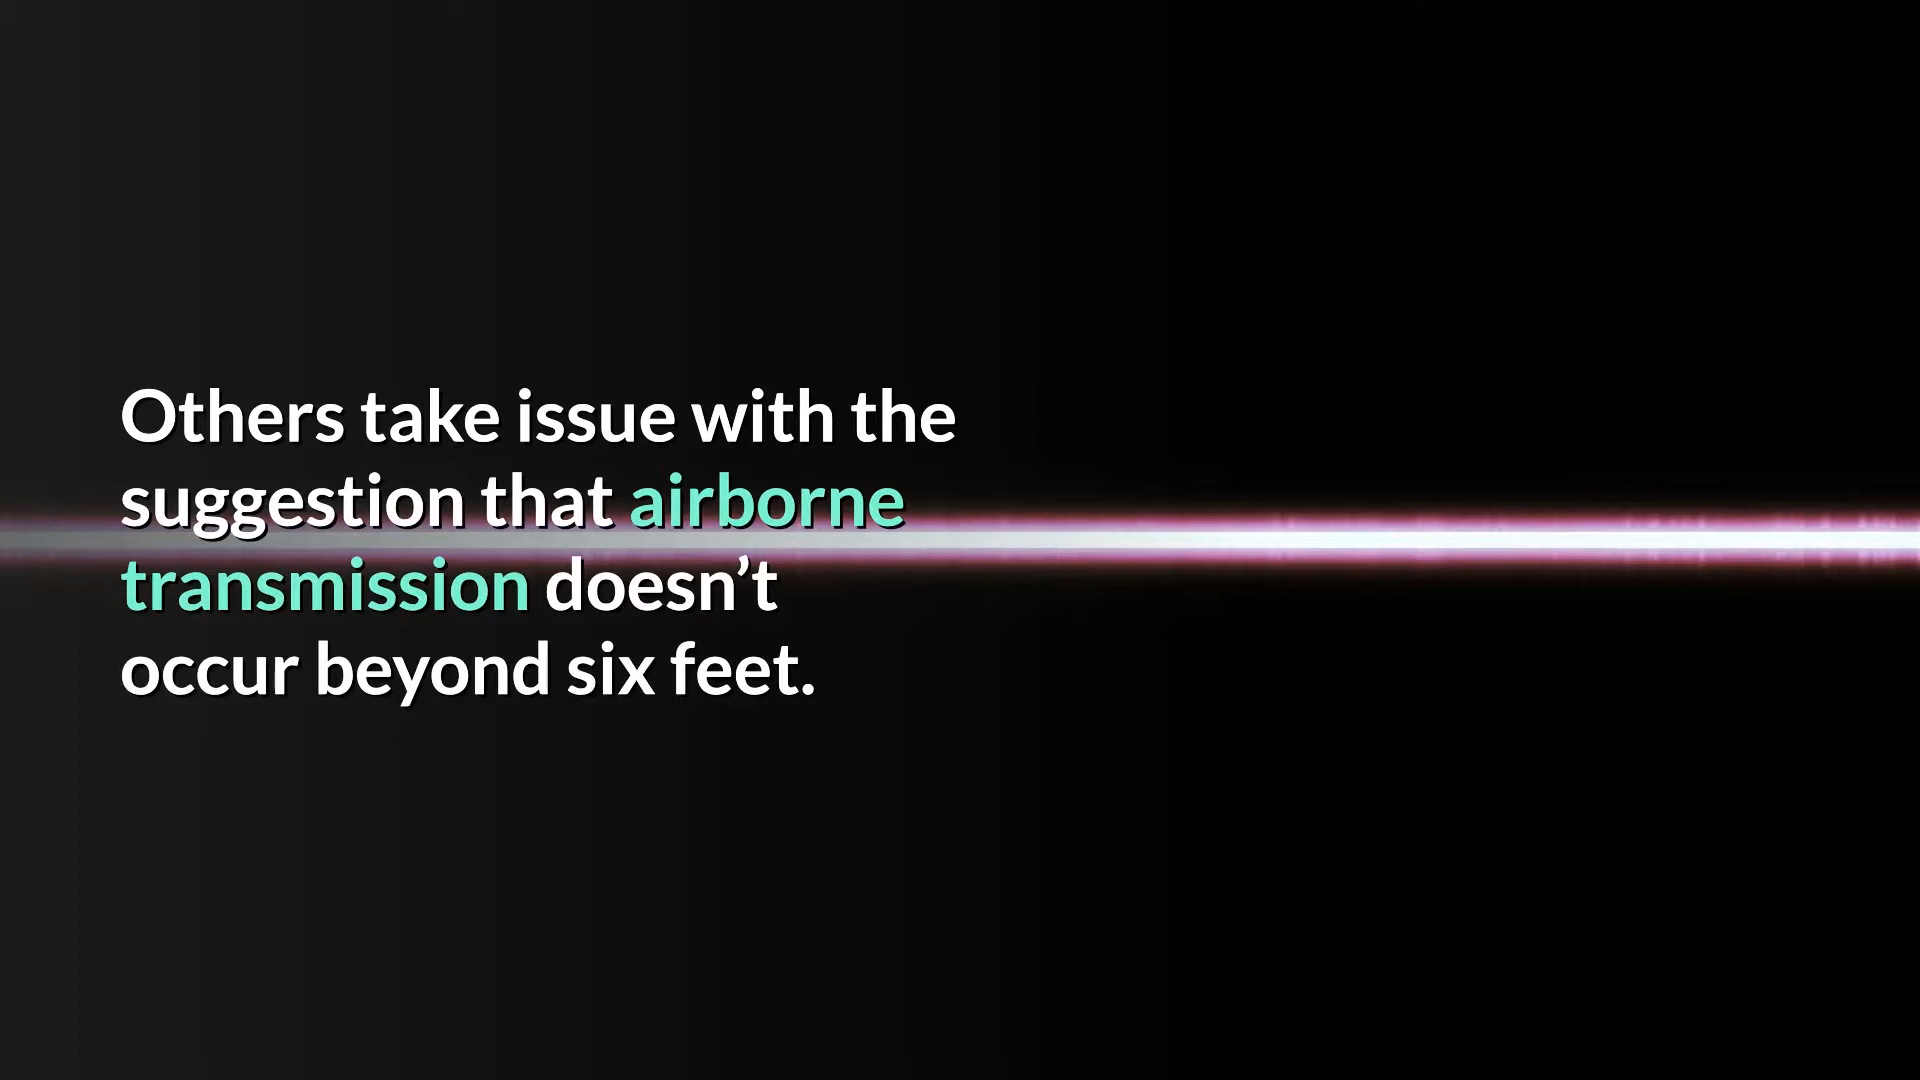 Others take issue with the
suggestion that airborne
transmission doesn’t
occur beyond six feet.